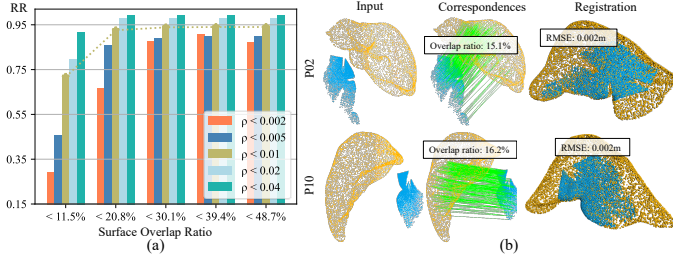 RR
0.95
0.75
0.55
0.35
0.15
ρ < 0.002
ρ < 0.005
ρ < 0.01
ρ < 0.02
ρ < 0.04
< 11.5% < 20.8% < 30.1% < 39.4% < 48.7%
Surface Overlap Ratio
(a)
Input Correspondences Registration
P02
Overlap ratio: 15.1%
RMSE: 0.002m
P10
Overlap ratio: 16.2%
RMSE: 0.002m
(b)